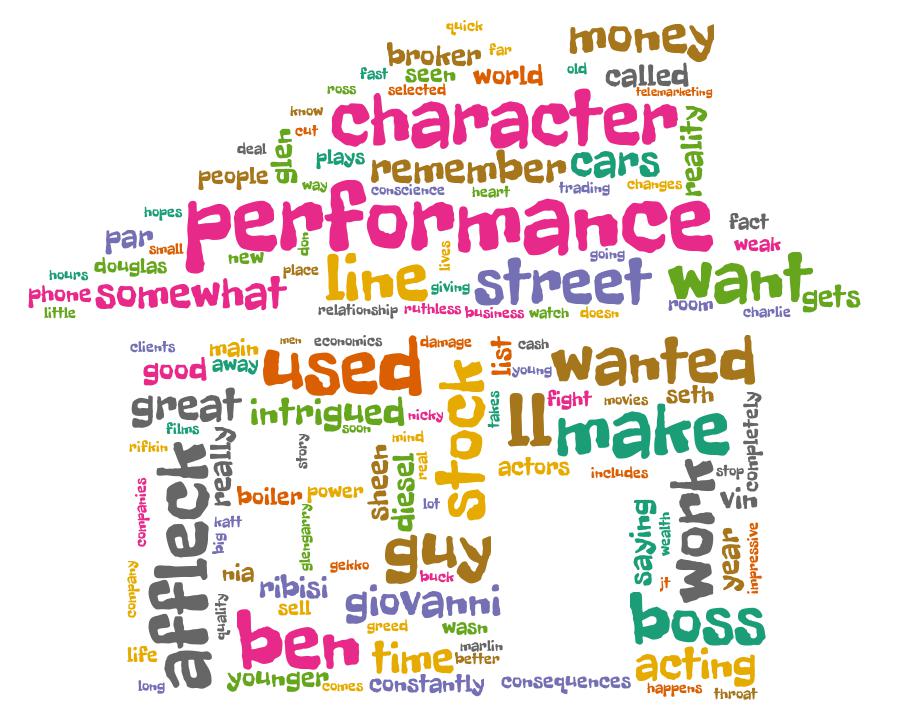 quick
money
broker far
fast seen world old called
ross selected telemarketing
know character
cut reality
deal glen plays remember cars
people way conscience heart trading changes
hopes performance fact
par small don weak
hours douglas new place line lives going street want
phone somewhat giving room gets
little relationship ruthless business watch doesn charlie
clients main men economics damage list cash wanted
good away used stock young
great intrigued nicky takes ll fight movies seth
films soon make completely
rifkin really story mind
affleck sheen diesel real actors includes work stop
companies boiler power lot vin
katt glengarry saying wealth year impressive
big guy
company nia gekko buck jt
ribisi giovanni boss
quality sell
ben greed wasn
life time marlin better acting
long younger comes constantly consequences happens throat